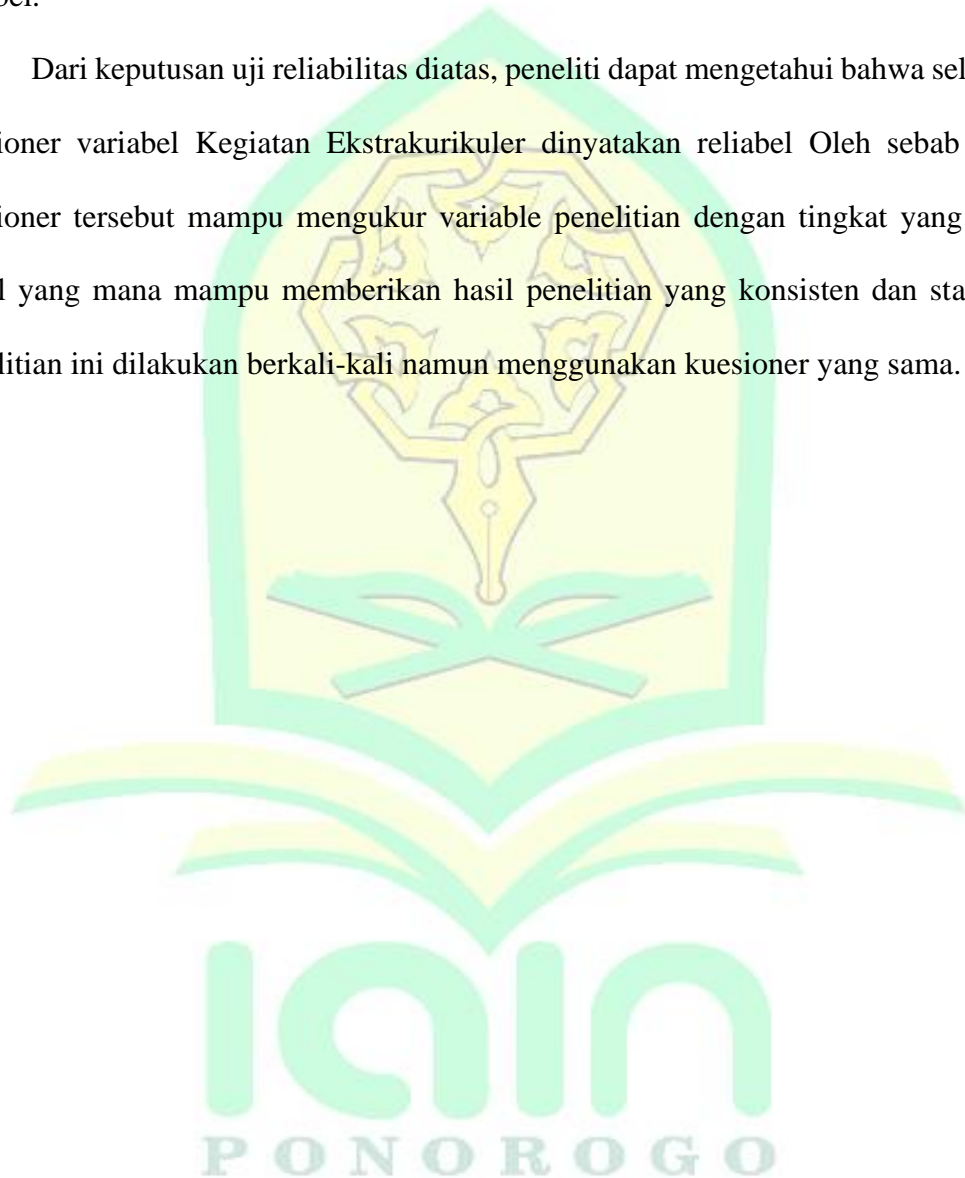 bel.
Dari keputusan uji reliabilitas diatas, peneliti dapat mengetahui bahwa sel
ioner variabel Kegiatan Ekstrakurikuler dinyatakan reliabel Oleh sebab
ioner tersebut mampu mengukur variable penelitian dengan tingkat yang
l yang mana mampu memberikan hasil penelitian yang konsisten dan sta
litian ini dilakukan berkali-kali namun menggunakan kuesioner yang sama.
iain
PONOROGO